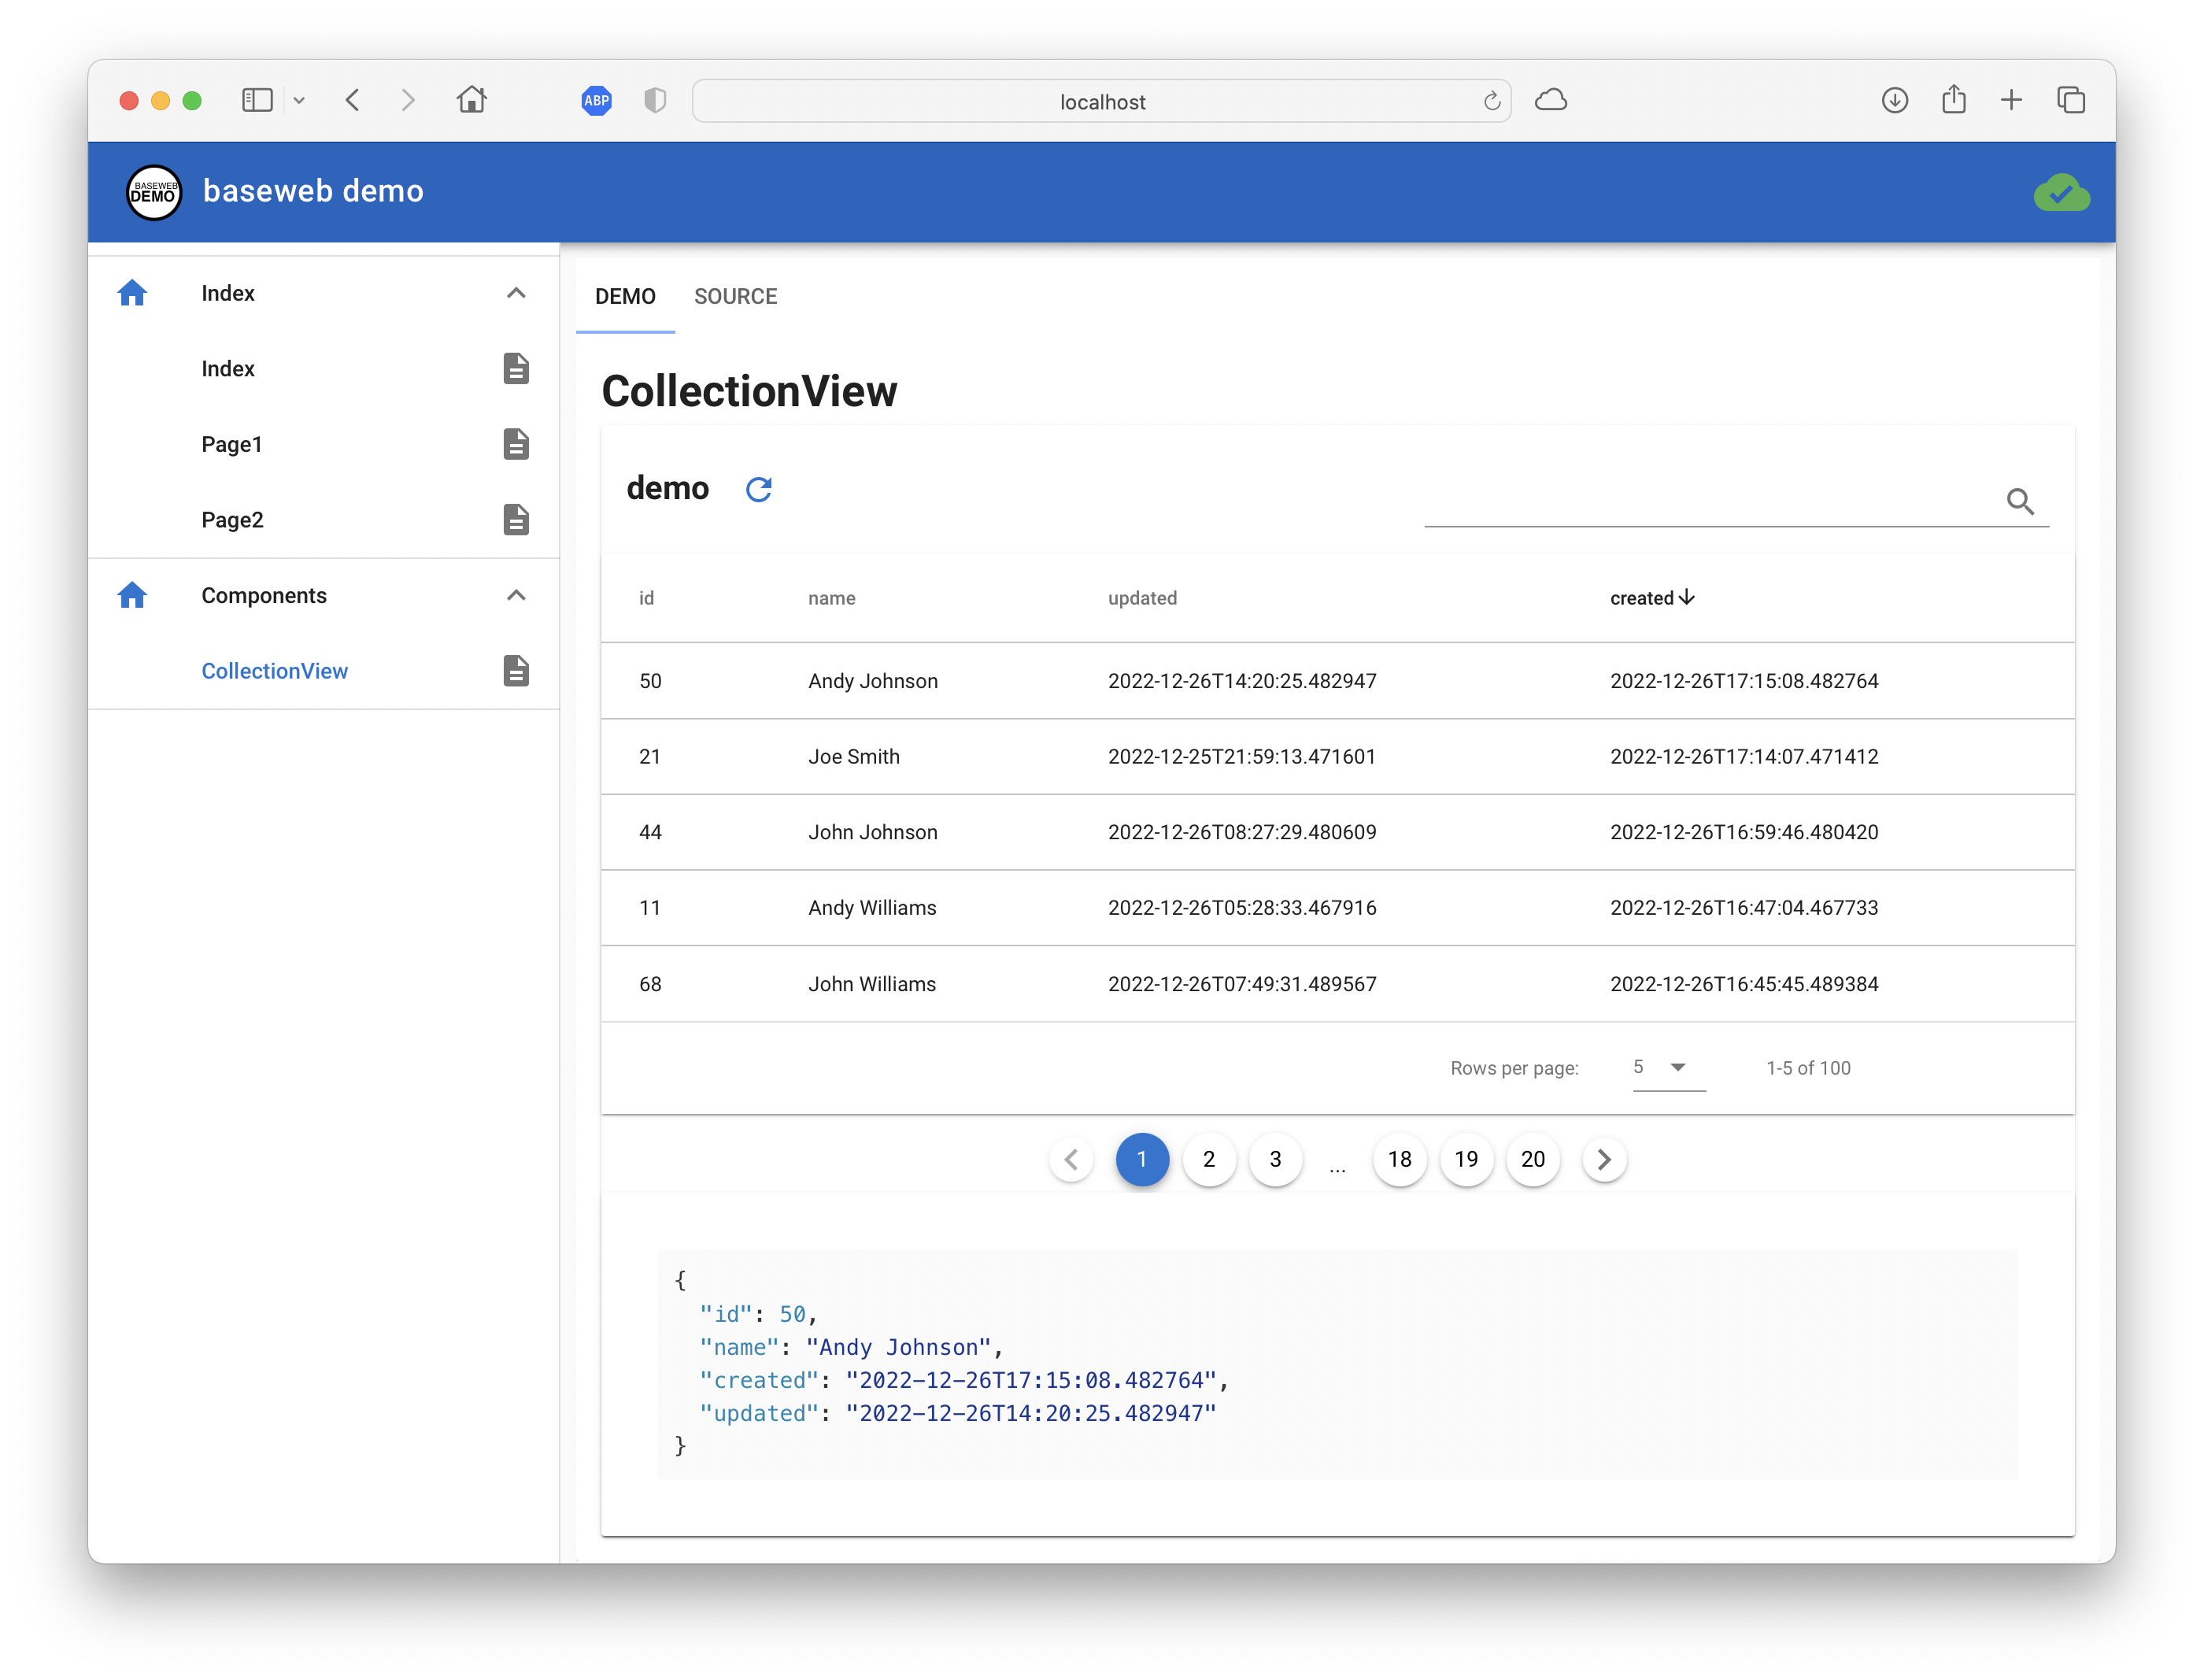 ABP
localhost
BASEWEB
DEMO
baseweb demo
Index
Index
Page1
Page2
Components
CollectionView
DEMO SOURCE
CollectionView
demo
id name updated created
50 Andy Johnson 2022-12-26T14:20:25.482947 2022-12-26T17:15:08.482764
21 Joe Smith 2022-12-25T21:59:13.471601 2022-12-26T17:14:07.471412
44 John Johnson 2022-12-26T08:27:29.480609 2022-12-26T16:59:46.480420
11 Andy Williams 2022-12-26T05:28:33.467916 2022-12-26T16:47:04.467733
68 John Williams 2022-12-26T07:49:31.489567 2022-12-26T16:45:45.489384
Rows per page: 5 1-5 of 100
1 2 3 ... 18 19 20
{
"id": 50,
"name": "Andy Johnson",
"created": "2022-12-26T17:15:08.482764",
"updated": "2022-12-26T14:20:25.482947"
}